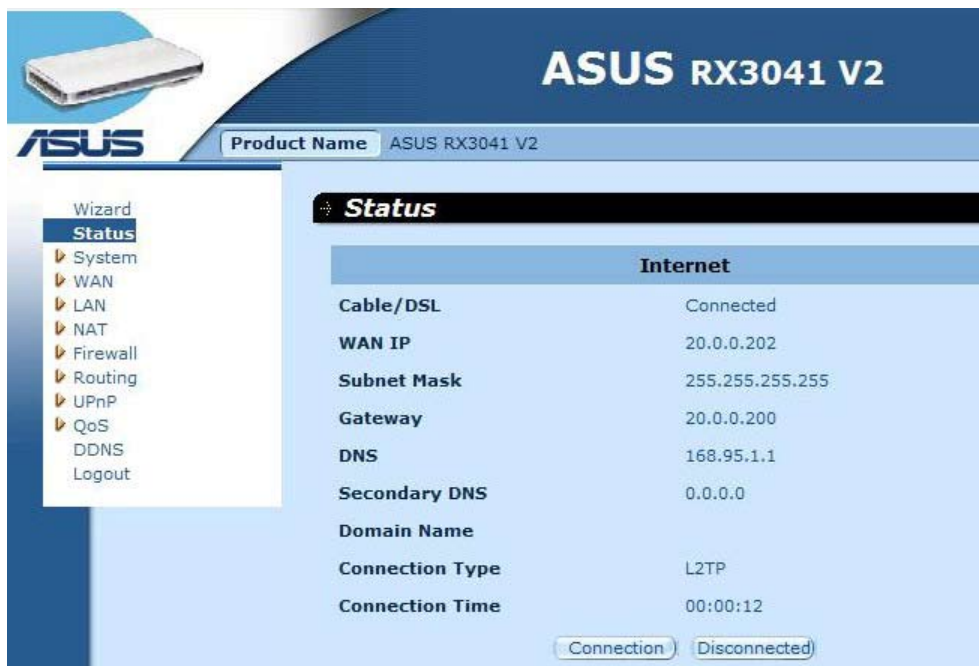 ASUS RX3041 V2
ASUS
Product Name ASUS RX3041 V2
Wizard
Status
System
WAN
LAN
NAT
Firewall
Routing
UPnP
QoS
DDNS
Logout
Status
Internet
Cable/DSL Connected
WAN IP 20.0.0.202
Subnet Mask 255.255.255.255
Gateway 20.0.0.200
DNS 168.95.1.1
Secondary DNS 0.0.0.0
Domain Name
Connection Type L2TP
Connection Time 00:00:12
Connection Disconnected